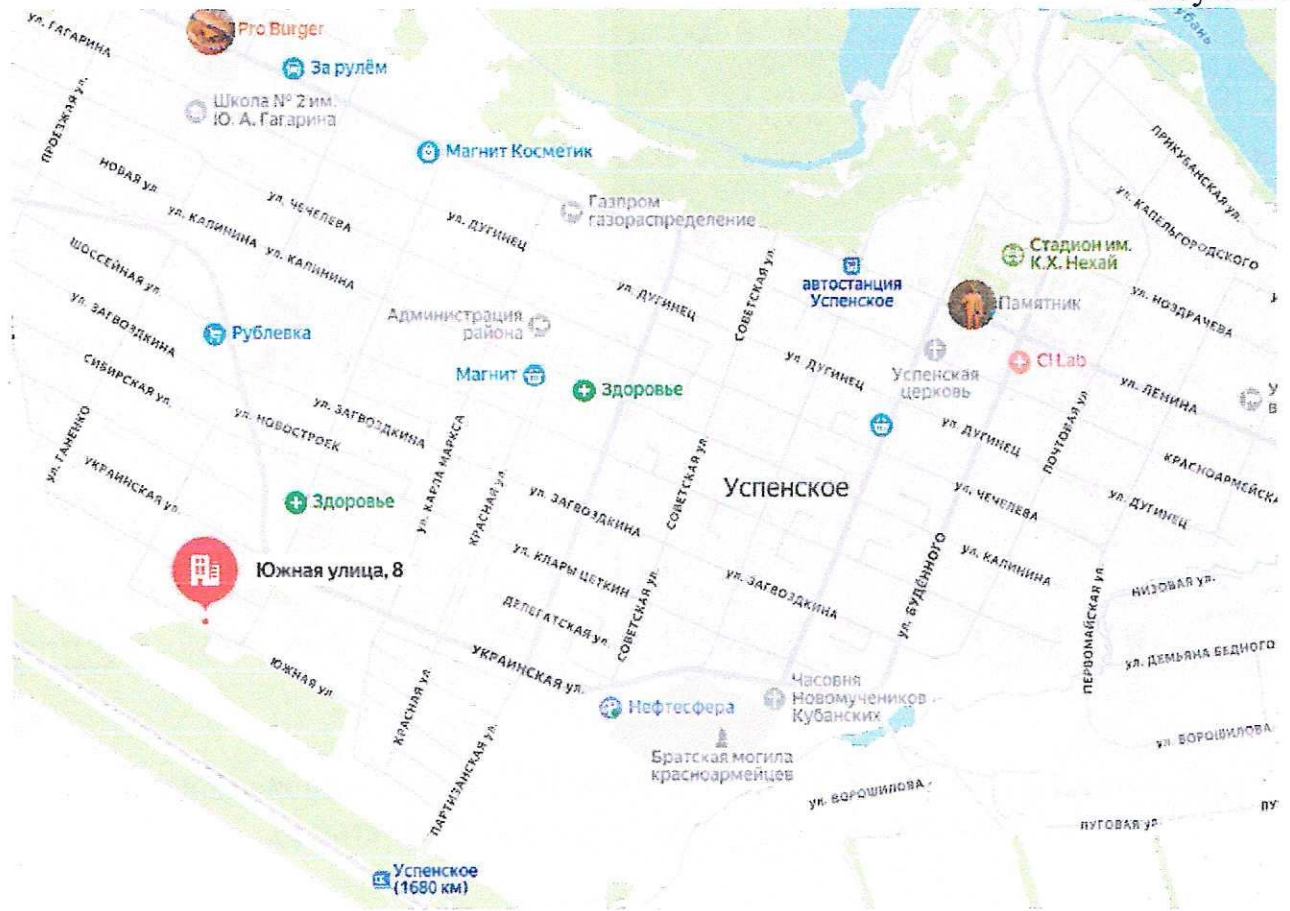 ул. ГАГАРИНА
Pro Burger
За рулём
ПРОЕЗЖАЯ ул.
Школа № 2 им.
Ю. А. Гагарина
Магнит Косметик
ПРИКУБАНСКАЯ ул.
НОВАЯ ул.
ул. КАЛИНИНА
ул. ЧЕЧЕЛЕВА
ул. КАЛИНИНА
ул. ДУГИНЕЦ
Газпром
газораспределение
ул. КАПЕЛЬГОРОДСКОГО
ШОССЕЙНАЯ ул.
СОВЕТСКАЯ ул.
автостанция
Успенское
Стадион им.
К.Х. Нехай
ул. НОЗДРАЧЕВА
ул. ЗАГВОЗДКИНА
Рублевка
Администрация
района
ул. ДУГИНЕЦ
Памятник
СИБИРСКАЯ ул.
Магнит
Здоровье
ул. ДУГИНЕЦ
Успенская
церковь
CI Lab
ул. ЛЕНИНА
ул. ГАНЕНКО
ул. НОВОСТРОЕК
ул. ЗАГВОЗДКИНА
ул. КАРЛА МАРКСА
ул. ДУГИНЕЦ
ПОЧТОВАЯ ул.
КРАСНОАРМЕЙСКА
УКРАИНСКАЯ ул.
Здоровье
КРАСНАЯ ул.
ул. ЗАГВОЗДКИНА
СОВЕТСКАЯ ул.
Успенское
ул. ЧЕЧЕЛЕВА
ул. ДУГИНЕЦ
Южная улица, 8
ул. КЛАРЫ ЦЕТКИН
ул. ЗАГВОЗДКИНА
ул. БУДЁННОГО
ул. КАЛИНИНА
НИЗОВАЯ ул.
ДЕЛЕГАТСКАЯ ул.
СОВЕТСКАЯ ул.
ПЕРВОМАЙСКАЯ ул.
ул. ДЕМЬЯНА БЕДНОГО
ЮЖНАЯ ул.
УКРАИНСКАЯ ул.
КРАСНАЯ ул.
Нефтесфера
Часовня
Новомучеников
Кубанских
ул. ВОРОШИЛОВА
ПАРТИЗАНСКАЯ ул.
Братская могила
красноармейцев
ул. ВОРОШИЛОВА
ЛУГОВАЯ ул.
Успенское
(1680 км)